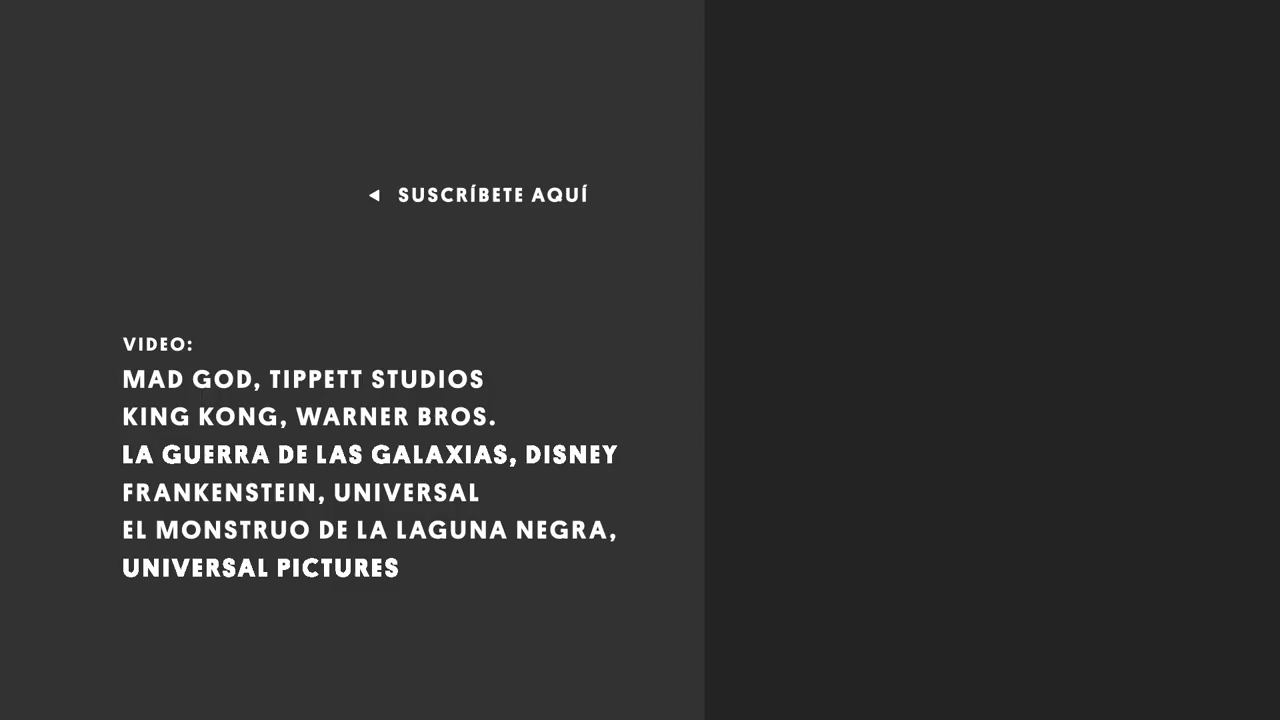 ◄ SUSCRÍBETE AQUÍ
VIDEO:
MAD GOD, TIPPETT STUDIOS
KING KONG, WARNER BROS.
LA GUERRA DE LAS GALAXIAS, DISNEY
FRANKENSTEIN, UNIVERSAL
EL MONSTRUO DE LA LAGUNA NEGRA,
UNIVERSAL PICTURES